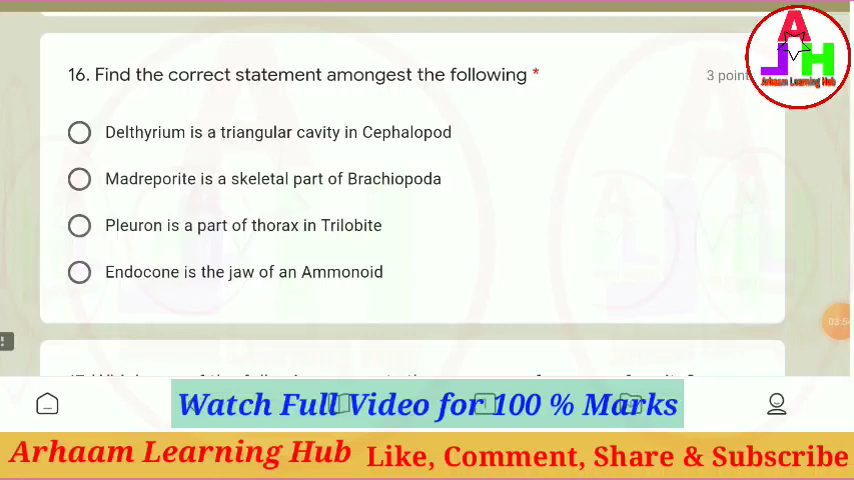 16. Find the correct statement amongest the following *
3 point
A
J H
Arhaam Learning Hub
Delthyrium is a triangular cavity in Cephalopod
Madreporite is a skeletal part of Brachiopoda
Pleuron is a part of thorax in Trilobite
Endocone is the jaw of an Ammonoid
Watch Full Video for 100 % Marks
Arhaam Learning Hub Like, Comment, Share & Subscribe